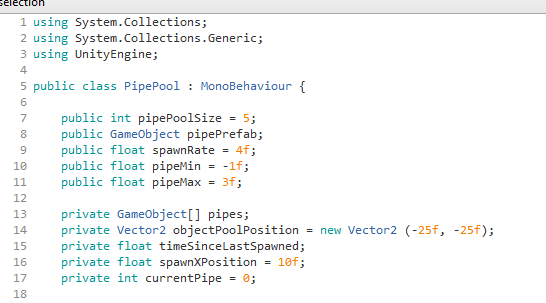 selection
1 using System.Collections;
2 using System.Collections.Generic;
3 using UnityEngine;
4
5 public class PipePool : MonoBehaviour {
6
7 public int pipePoolSize = 5;
8 public GameObject pipePrefab;
9 public float spawnRate = 4f;
10 public float pipeMin = -1f;
11 public float pipeMax = 3f;
12
13 private GameObject[] pipes;
14 private Vector2 objectPoolPosition = new Vector2 (-25f, -25f);
15 private float timeSinceLastSpawned;
16 private float spawnXPosition = 10f;
17 private int currentPipe = 0;
18